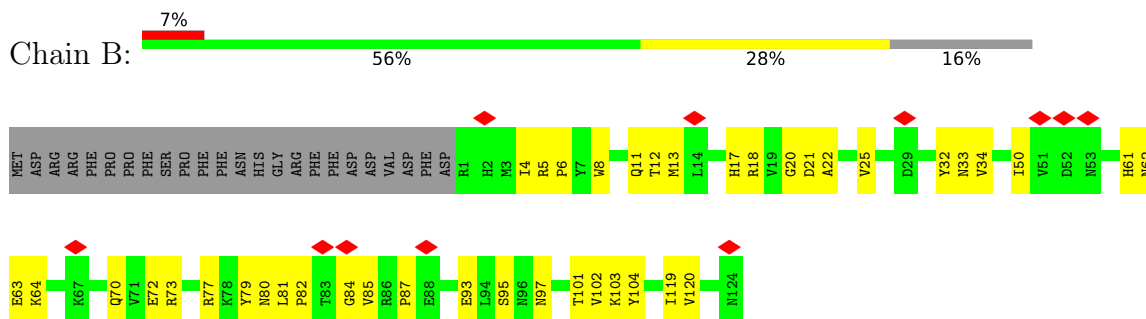 7%
Chain B:
56% 28% 16%
MET ASP ARG ARG PHE PRO PRO PHE SER PRO PHE PHE ASN HIS GLY ARG PHE PHE ASP ASP VAL ASP PHE ASP R1 H2 M3 I4 R5 P6 Y7 W8 Q11 T12 M13 L14 H17 R18 V19 G20 D21 A22 V25 D29 Y32 N33 V34 I50 V51 D52 N53 H61 N62
E63 K64 K67 Q70 V71 E72 R73 R77 K78 Y79 N80 L81 P82 T83 G84 V85 R86 P87 E88 E93 L94 S95 N96 N97 T101 V102 K103 Y104 I119 V120 N124